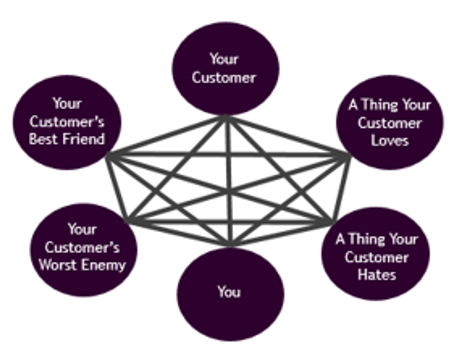 Your
Customer
Your
Customer's
Best Friend
A Thing Your
Customer
Loves
Your
Customer's
Worst Enemy
A Thing Your
Customer
Hates
You